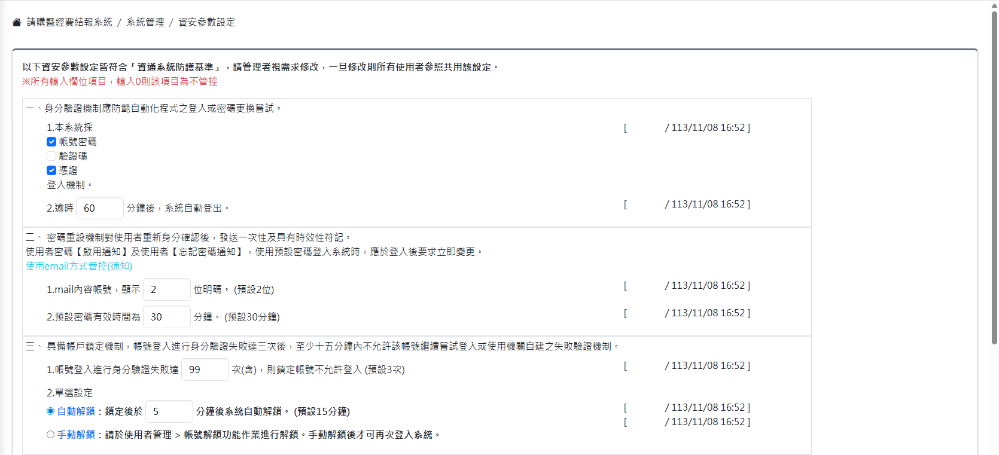 請購暨經費結報系統 / 系統管理 / 資安參數設定
以下資安參數設定皆符合「資通系統防護基準」，請管理者視需求修改，一旦修改則所有使用者參照共用該設定。
※所有輸入欄位項目，輸入0則該項目為不管控
一、身分驗證機制應防範自動化程式之登入或密碼更換嘗試。
1.本系統採 [ / 113/11/08 16:52 ]
帳號密碼
驗證碼
憑證
登入機制。
2.逾時 60 分鐘後，系統自動登出。 [ / 113/11/08 16:52 ]
二、 密碼重設機制對使用者重新身分確認後，發送一次性及具有時效性符記。
使用者密碼【啟用通知】及使用者【忘記密碼通知】，使用預設密碼登入系統時，應於登入後要求立即變更。
使用email方式管控(通知)
1.mail內容帳號，顯示 2 位明碼。 (預設2位) [ / 113/11/08 16:52 ]
2.預設密碼有效時間為 30 分鐘。 (預設30分鐘) [ / 113/11/08 16:52 ]
三、 具備帳戶鎖定機制，帳號登入進行身分驗證失敗達三次後，至少十五分鐘內不允許該帳號繼續嘗試登入或使用機關自建之失敗驗證機制。
1.帳號登入進行身分驗證失敗達 99 次(含)，則鎖定帳號不允許登入 (預設3次) [ / 113/11/08 16:52 ]
2.單選設定
自動解鎖：鎖定後於 5 分鐘後系統自動解鎖。 (預設15分鐘) [ / 113/11/08 16:52 ]
[ / 113/11/08 16:52 ]
手動解鎖：請於使用者管理 > 帳號解鎖功能作業進行解鎖。手動解鎖後才可再次登入系統。